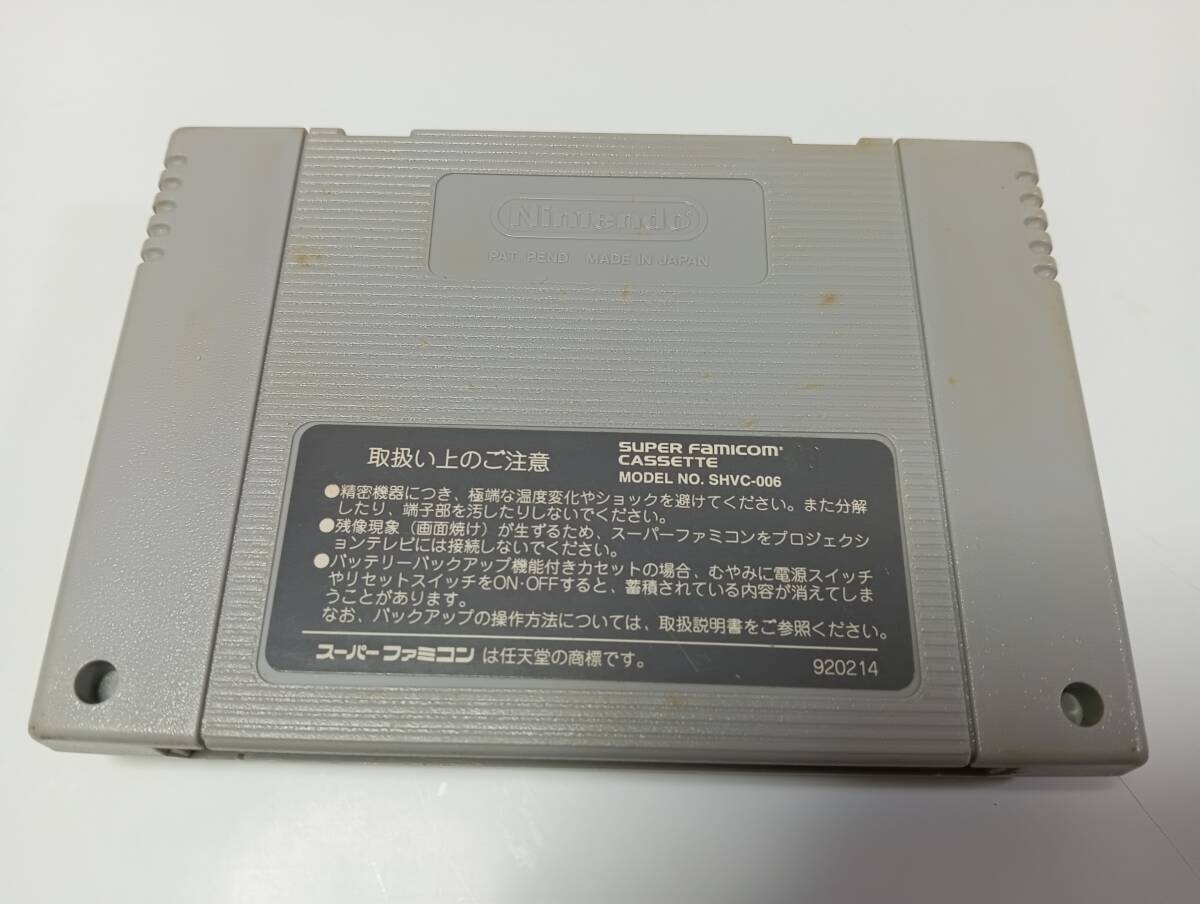 Nintendo®
PAT. PEND. MADE IN JAPAN
取扱い上のご注意
SUPER FAMICOM®
CASSETTE
MODEL NO. SHVC-006
●精密機器につき、極端な温度変化やショックを避けてください。また分解
したり、端子部を汚したりしないでください。
●残像現象（画面焼け）が生ずるため、スーパーファミコンをプロジェクシ
ョンテレビには接続しないでください。
●バッテリーバックアップ機能付きカセットの場合、むやみに電源スイッチ
やリセットスイッチをON・OFFすると、蓄積されている内容が消えてしま
うことがあります。
なお、バックアップの操作方法については、取扱説明書をご参照ください。
スーパーファミコン は任天堂の商標です。
920214